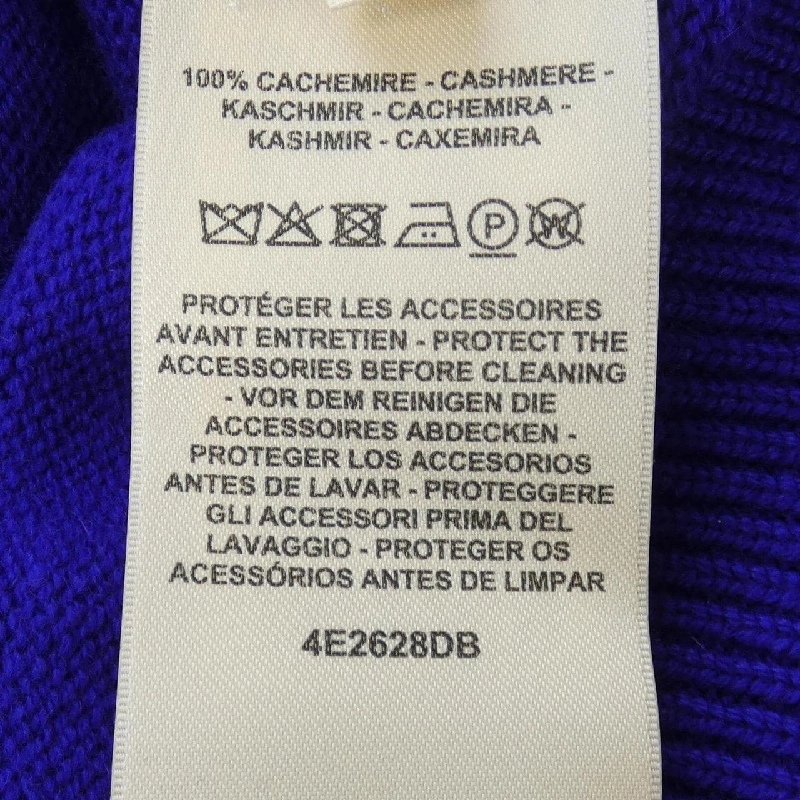 100% CACHEMIRE - CASHMERE -
KASCHMIR - CACHEMIRA -
KASHMIR - CAXEMIRA
P W
PROTÉGER LES ACCESSOIRES
AVANT ENTRETIEN - PROTECT THE
ACCESSORIES BEFORE CLEANING
- VOR DEM REINIGEN DIE
ACCESSOIRES ABDECKEN -
PROTEGER LOS ACCESORIOS
ANTES DE LAVAR - PROTEGGERE
GLI ACCESSORI PRIMA DEL
LAVAGGIO - PROTEGER OS
ACESSÓRIOS ANTES DE LIMPAR
4E2628DB